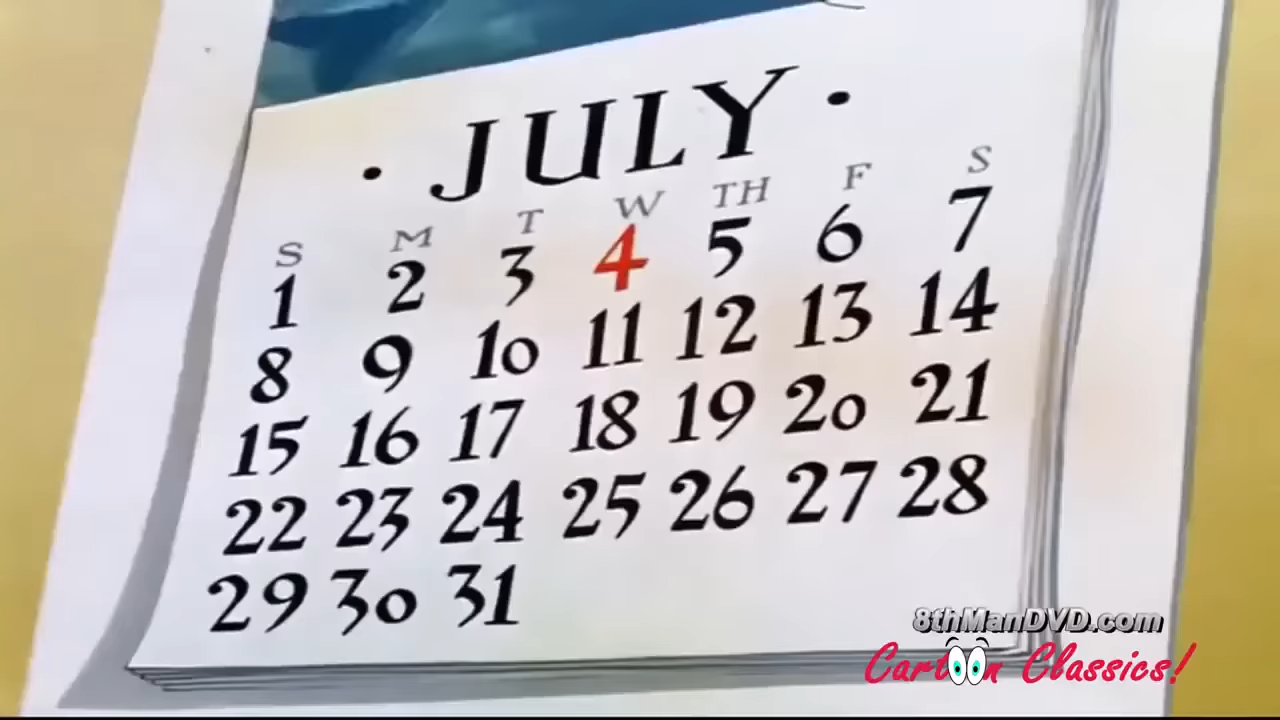 · JULY ·
S M T W TH F S
1 2 3 4 5 6 7
8 9 10 11 12 13 14
15 16 17 18 19 20 21
22 23 24 25 26 27 28
29 30 31
8thManDVD.com
Cartoon Classics!